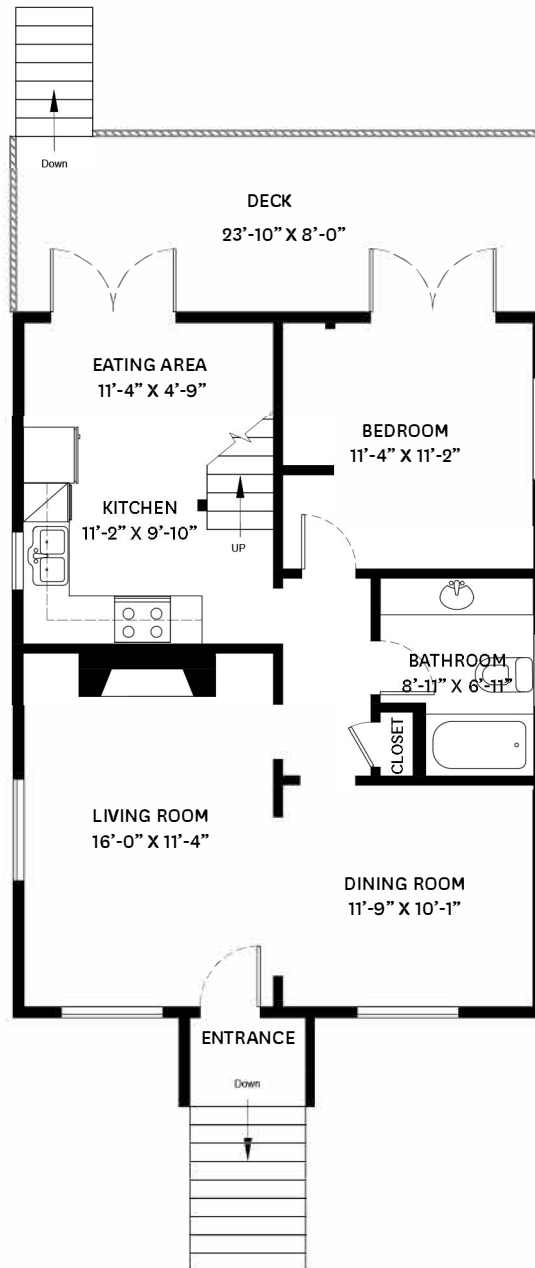 Down
DECK
23'-10" X 8'-0"
EATING AREA
11'-4" X 4'-9"
BEDROOM
11'-4" X 11'-2"
KITCHEN
11'-2" X 9'-10"
UP
BATHROOM
8'-11" X 6'-11"
CLOSET
LIVING ROOM
16'-0" X 11'-4"
DINING ROOM
11'-9" X 10'-1"
ENTRANCE
Down